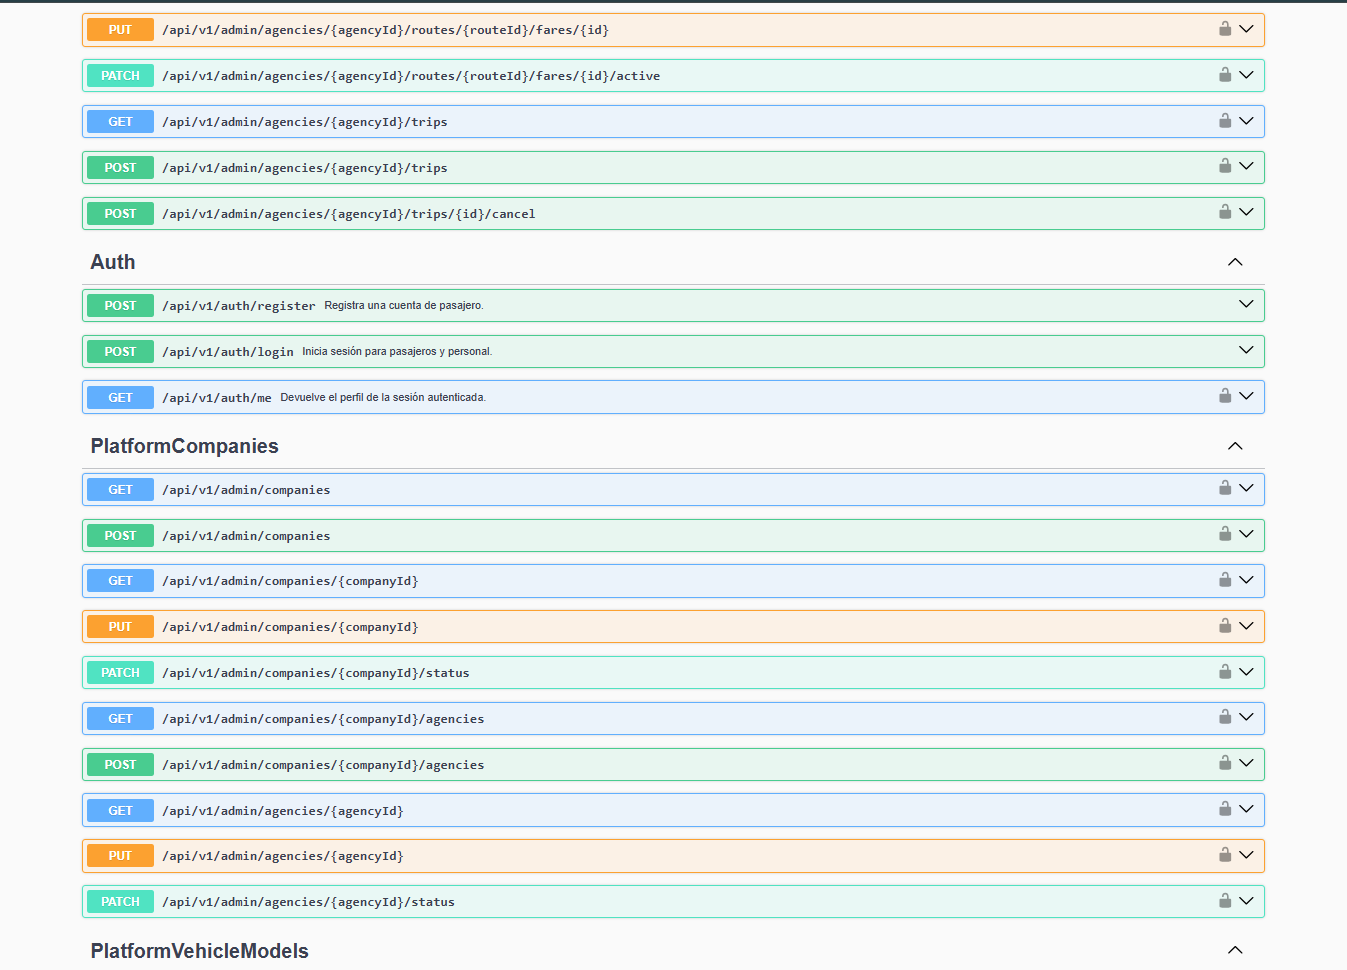 PUT /api/v1/admin/agencies/{agencyId}/routes/{routeId}/fares/{id}
PATCH /api/v1/admin/agencies/{agencyId}/routes/{routeId}/fares/{id}/active
GET /api/v1/admin/agencies/{agencyId}/trips
POST /api/v1/admin/agencies/{agencyId}/trips
POST /api/v1/admin/agencies/{agencyId}/trips/{id}/cancel
Auth
POST /api/v1/auth/register Registra una cuenta de pasajero.
POST /api/v1/auth/login Inicia sesión para pasajeros y personal.
GET /api/v1/auth/me Devuelve el perfil de la sesión autenticada.
PlatformCompanies
GET /api/v1/admin/companies
POST /api/v1/admin/companies
GET /api/v1/admin/companies/{companyId}
PUT /api/v1/admin/companies/{companyId}
PATCH /api/v1/admin/companies/{companyId}/status
GET /api/v1/admin/companies/{companyId}/agencies
POST /api/v1/admin/companies/{companyId}/agencies
GET /api/v1/admin/agencies/{agencyId}
PUT /api/v1/admin/agencies/{agencyId}
PATCH /api/v1/admin/agencies/{agencyId}/status
PlatformVehicleModels